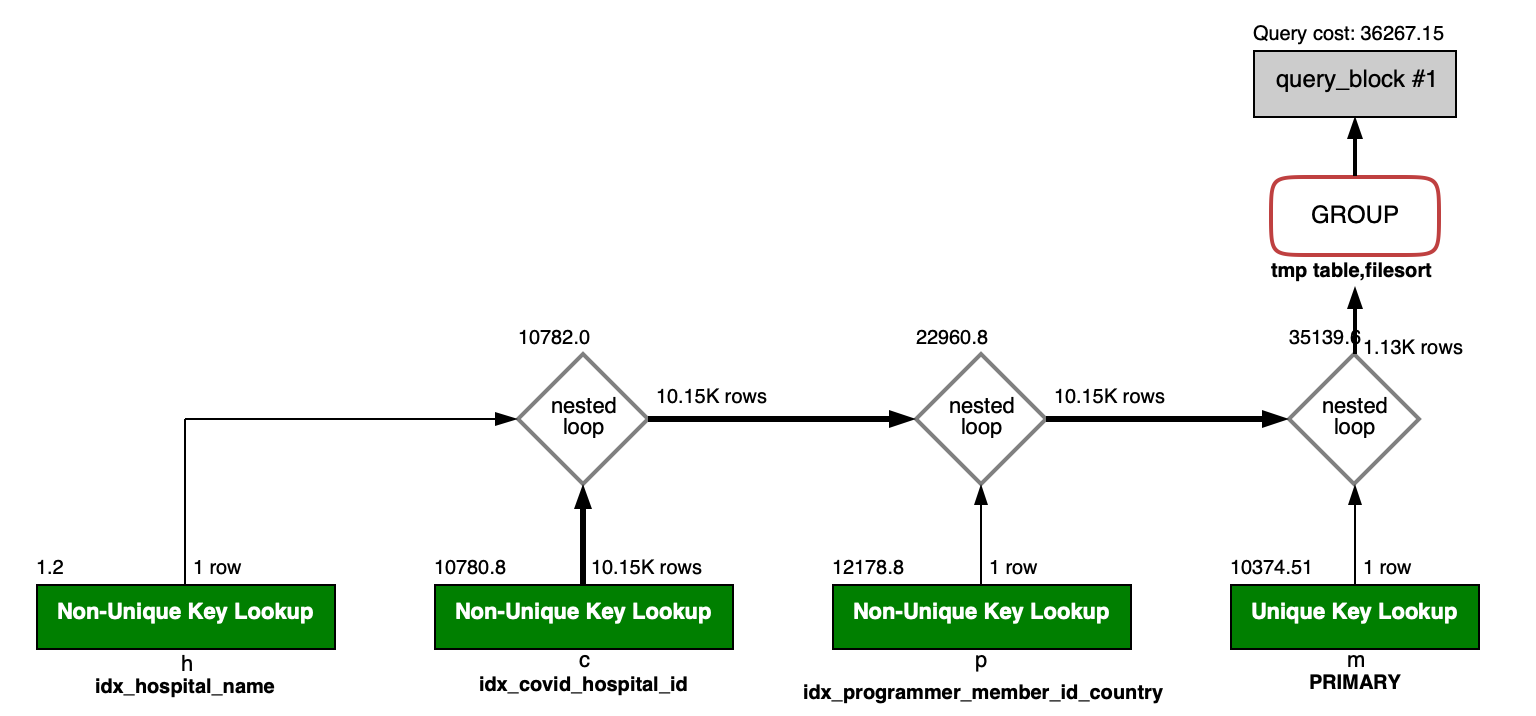 Query cost: 36267.15
query_block #1
GROUP
tmp table,filesort
10782.0
22960.8
35139.6
1.13K rows
nested
loop
10.15K rows
nested
loop
10.15K rows
nested
loop
1.2
1 row
10780.8
10.15K rows
12178.8
1 row
10374.51
1 row
Non-Unique Key Lookup
Non-Unique Key Lookup
Non-Unique Key Lookup
Unique Key Lookup
h
c
p
m
idx_hospital_name
idx_covid_hospital_id
idx_programmer_member_id_country
PRIMARY